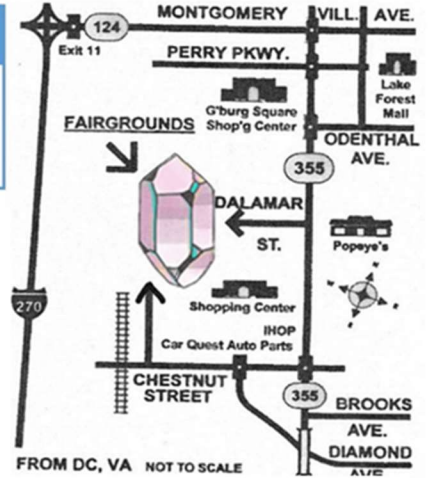 MONTGOMERY VILL. AVE.
124
Exit 11
PERRY PKWY.
G'burg Square
Shop'g Center
Lake
Forest
Mall
FAIRGROUNDS
ODENTHAL
AVE.
355
DALAMAR
ST.
Popeye's
270
Shopping Center
IHOP
Car Quest Auto Parts
CHESTNUT
STREET
355
BROOKS
AVE.
DIAMOND
AVE
FROM DC, VA NOT TO SCALE